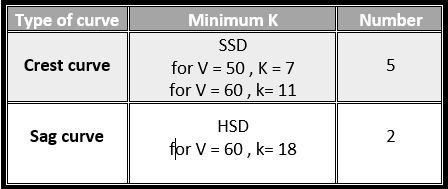 Type of curve Minimum K Number
SSD
Crest curve for V = 50 , K = 7 5
for V = 60 , k= 11
HSD
Sag curve for V = 60 , k= 18 2